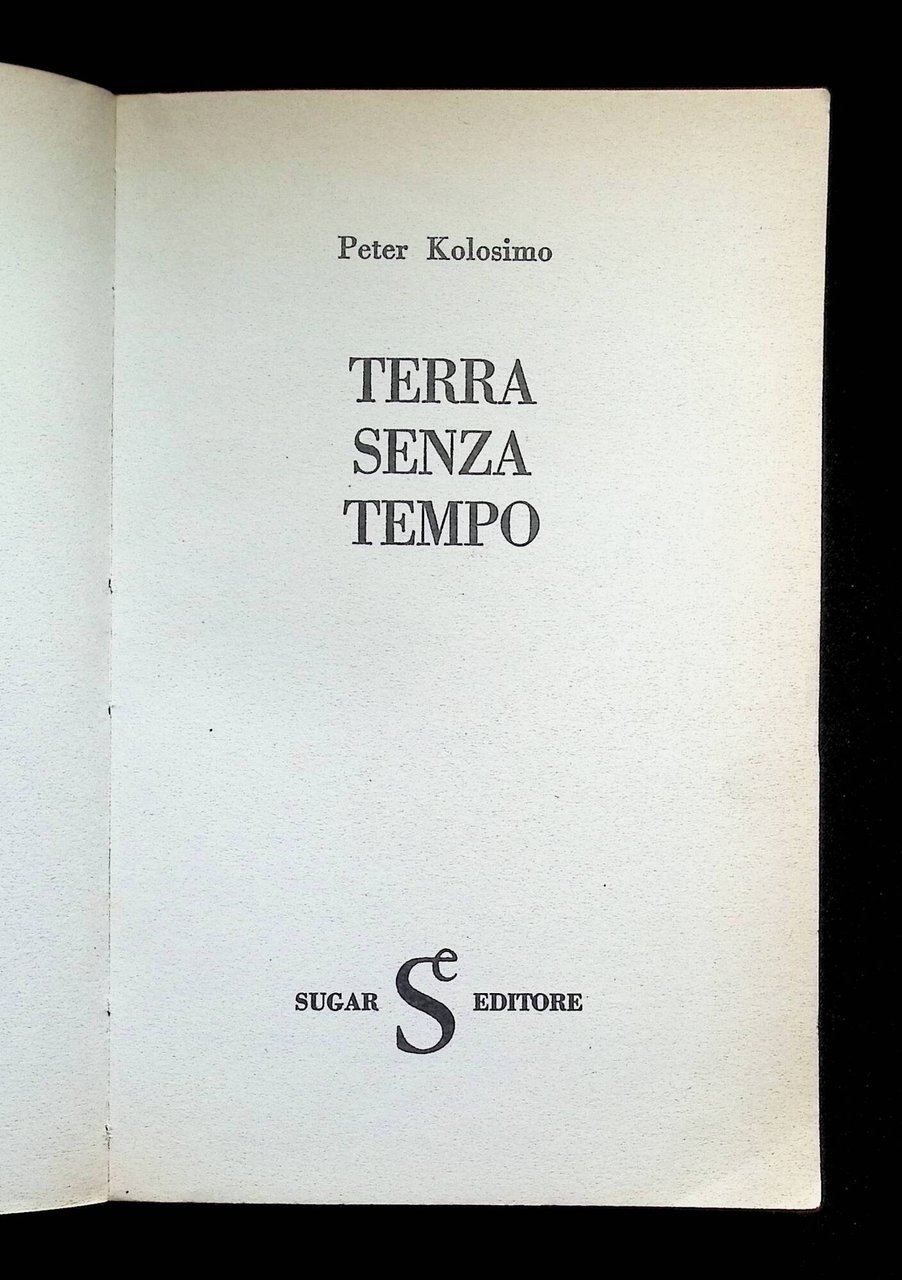 Peter Kolosimo
TERRA
SENZA
TEMPO
SUGAR Se EDITORE